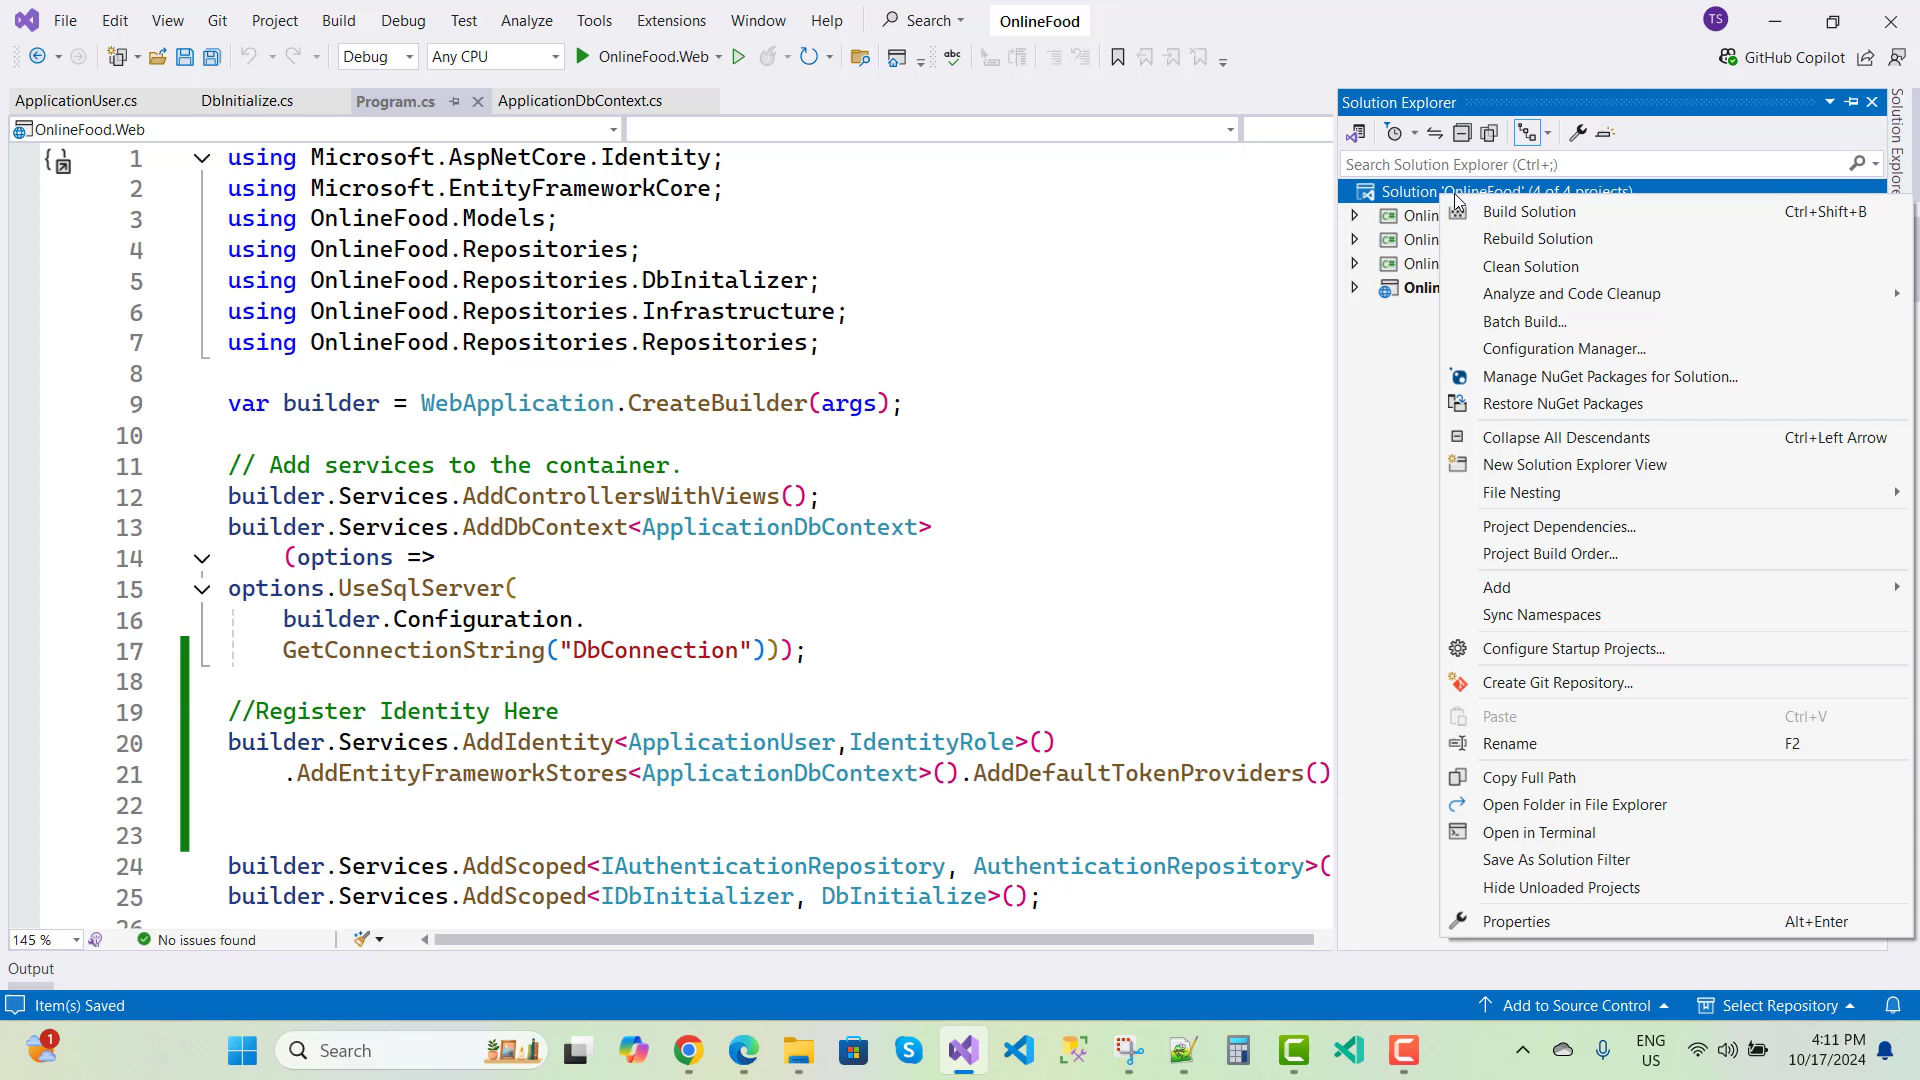 File Edit View Git Project Build Debug Test Analyze Tools Extensions Window Help Search OnlineFood TS
Debug Any CPU OnlineFood.Web abc GitHub Copilot
ApplicationUser.cs DbInitialize.cs Program.cs ApplicationDbContext.cs
OnlineFood.Web
1 using Microsoft.AspNetCore.Identity;
2 using Microsoft.EntityFrameworkCore;
3 using OnlineFood.Models;
4 using OnlineFood.Repositories;
5 using OnlineFood.Repositories.DbInitalizer;
6 using OnlineFood.Repositories.Infrastructure;
7 using OnlineFood.Repositories.Repositories;
8
9 var builder = WebApplication.CreateBuilder(args);
10
11 // Add services to the container.
12 builder.Services.AddControllersWithViews();
13 builder.Services.AddDbContext<ApplicationDbContext>
14 (options =>
15 options.UseSqlServer(
16 builder.Configuration.
17 GetConnectionString("DbConnection")));
18
19 //Register Identity Here
20 builder.Services.AddIdentity<ApplicationUser,IdentityRole>()
21 .AddEntityFrameworkStores<ApplicationDbContext>().AddDefaultTokenProviders()
22
23
24 builder.Services.AddScoped<IAuthenticationRepository, AuthenticationRepository>(
25 builder.Services.AddScoped<IDbInitializer, DbInitialize>();
26
145 % No issues found
Output
Item(s) Saved
Solution Explorer
Search Solution Explorer (Ctrl+;)
Solution 'OnlineFood' (4 of 4 projects)
C# Onlin
C# Onlin
C# Onlin
Onlin
Solution Explore
Build Solution Ctrl+Shift+B
Rebuild Solution
Clean Solution
Analyze and Code Cleanup
Batch Build...
Configuration Manager...
Manage NuGet Packages for Solution...
Restore NuGet Packages
Collapse All Descendants Ctrl+Left Arrow
New Solution Explorer View
File Nesting
Project Dependencies...
Project Build Order...
Add
Sync Namespaces
Configure Startup Projects...
Create Git Repository...
Paste Ctrl+V
Rename F2
Copy Full Path
Open Folder in File Explorer
Open in Terminal
Save As Solution Filter
Hide Unloaded Projects
Properties Alt+Enter
Add to Source Control Select Repository
1 Search ENG 4:11 PM
US 10/17/2024